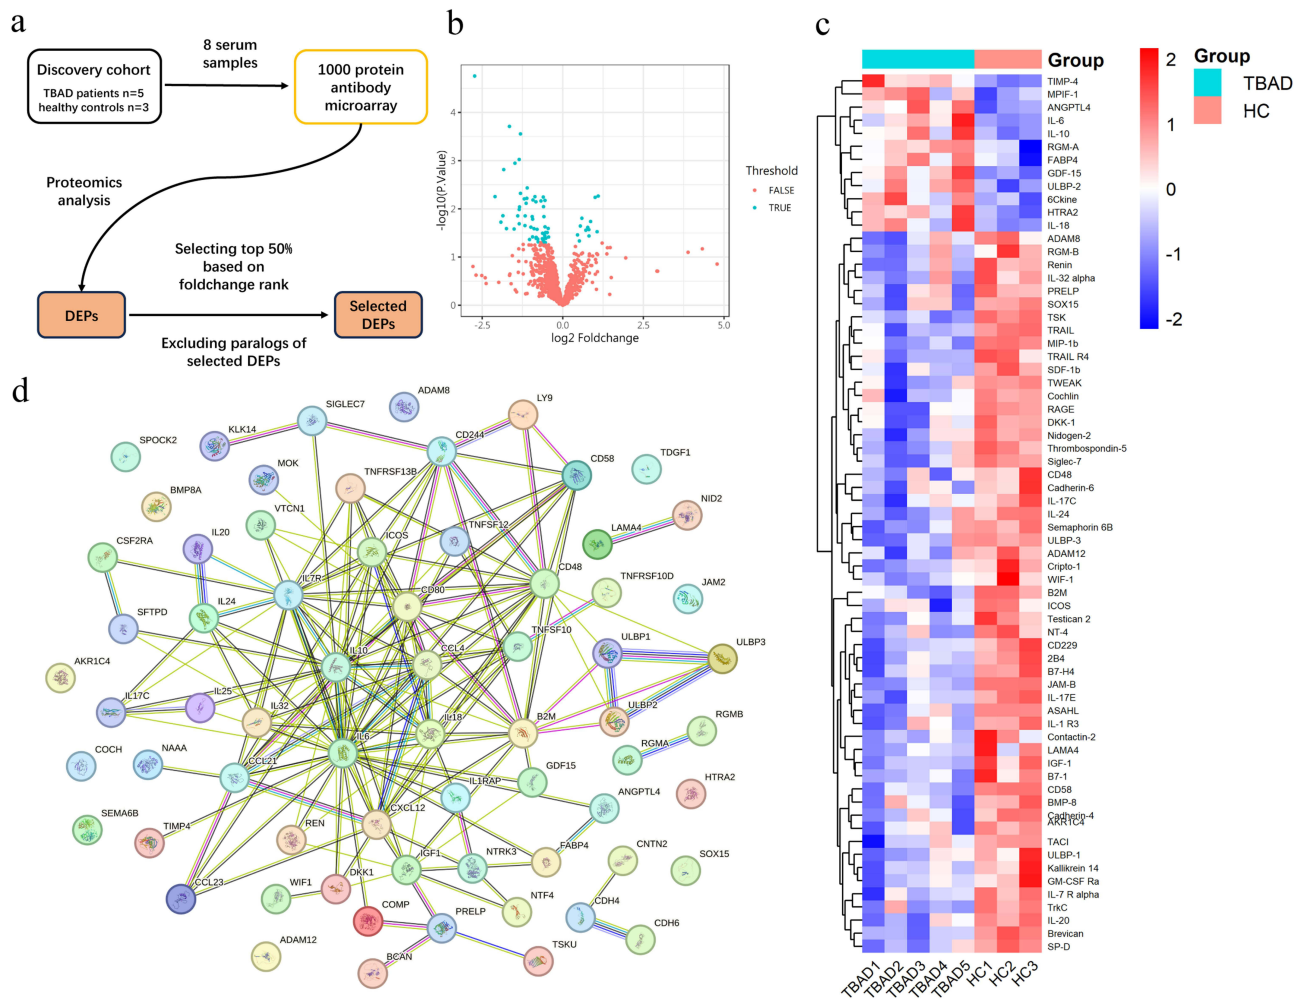 a
8 serum
samples
Discovery cohort
TBAD patients n=5
healthy controls n=3
1000 protein
antibody
microarray
Proteomics
analysis
Selecting top 50%
based on
foldchange rank
DEPs
Selected
DEPs
Excluding paralogs of
selected DEPs
b
-log10(P.Value)
4
3
2
1
0
-2.5
0.0
2.5
5.0
log2 Foldchange
Threshold
FALSE
TRUE
c
Group
TIMP-4
MPIF-1
ANGPTL4
IL-6
IL-10
RGM-A
FABP4
GDF-15
ULBP-2
6Ckine
HTRA2
IL-18
ADAM8
RGM-B
Renin
IL-32 alpha
PRELP
SOX15
TSK
TRAIL
MIP-1b
TRAIL R4
SDF-1b
TWEAK
Cochlin
RAGE
DKK-1
Nidogen-2
Thrombospondin-5
Siglec-7
CD48
Cadherin-6
IL-17C
IL-24
Semaphorin 6B
ULBP-3
ADAM12
Cripto-1
WIF-1
B2M
ICOS
Testican 2
NT-4
CD229
2B4
B7-H4
JAM-B
IL-17E
ASAHL
IL-1 R3
Contactin-2
LAMA4
IGF-1
B7-1
CD58
BMP-8
Cadherin-4
AKR1C4
TACI
ULBP-1
Kallikrein 14
GM-CSF Ra
IL-7 R alpha
TrkC
IL-20
Brevican
SP-D
TBAD1
TBAD2
TBAD3
TBAD4
TBAD5
HC1
HC2
HC3
2
1
0
-1
-2
Group
TBAD
HC
d
ADAM8
SIGLEC7
LY9
KLK14
CD244
SPOCK2
CD58
TDGF1
MOK
TNFRSF13B
BMP8A
NID2
VTCN1
TNFSF12
LAMA4
IL20
ICOS
CSF2RA
CD48
TNFRSF10D
IL7R
CD80
JAM2
IL24
SFTPD
TNFSF10
ULBP1
ULBP3
IL10
CCL4
AKR1C4
IL25
IL17C
IL32
IL18
B2M
ULBP2
RGMB
IL6
RGMA
COCH
NAAA
CCL21
GDF15
IL1RAP
HTRA2
ANGPTL4
CXCL12
SEMA6B
TIMP4
REN
IGF1
NTRK3
FABP4
CNTN2
SOX15
CCL23
WIF1
DKK1
NTF4
COMP
PRELP
CDH4
CDH6
ADAM12
BCAN
TSKU